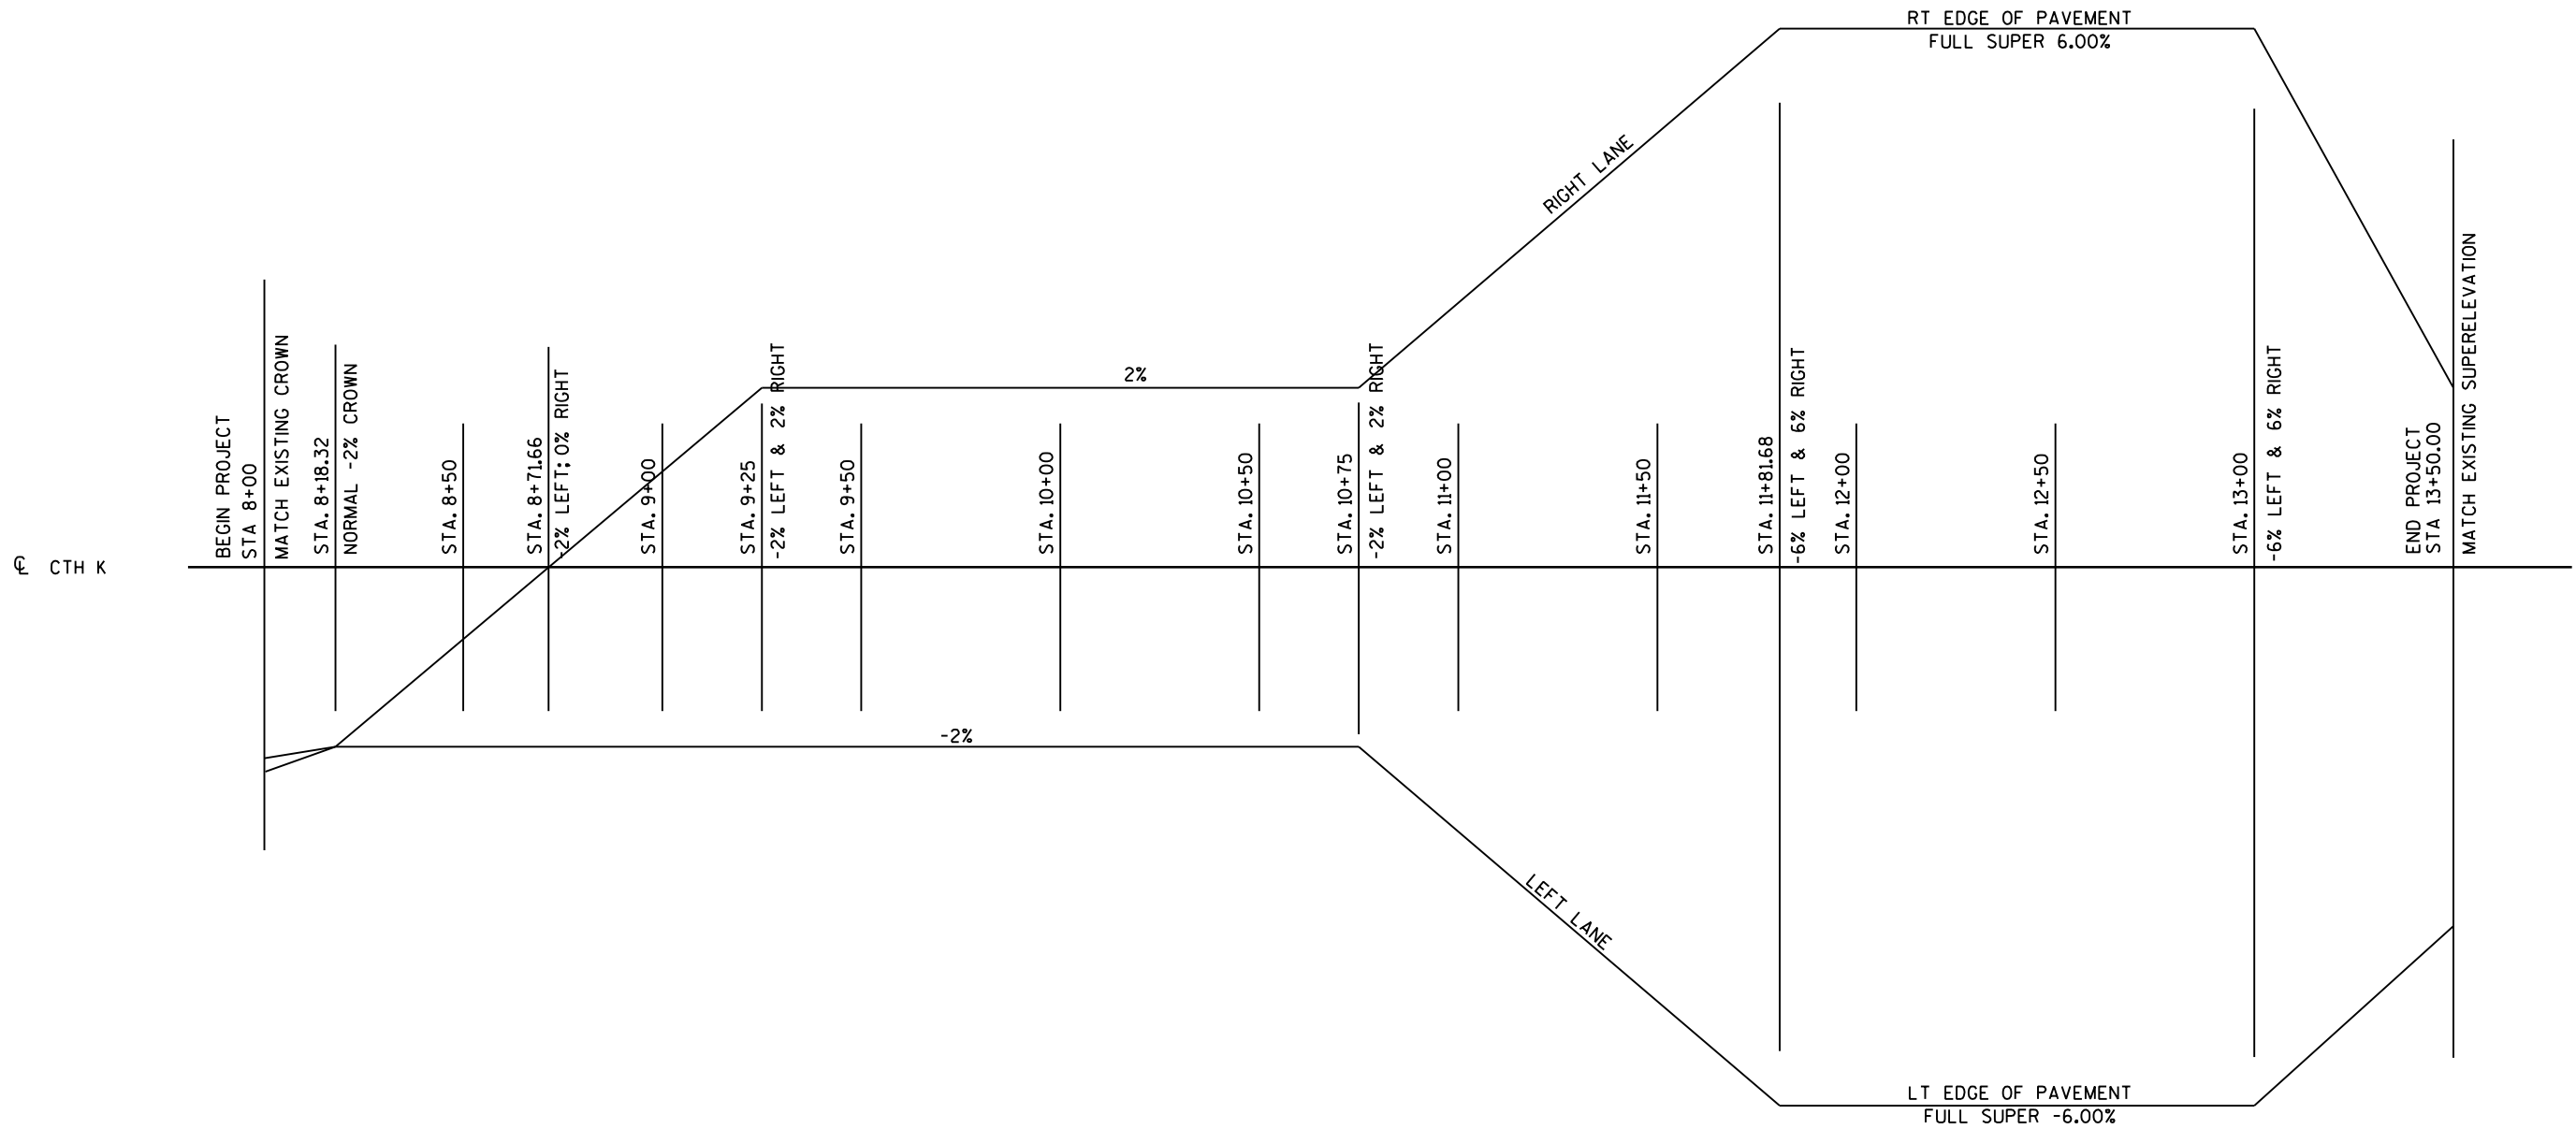 RT EDGE OF PAVEMENT
FULL SUPER 6.00%
RIGHT LANE
2%
℄ CTH K
BEGIN PROJECT
STA 8+00
MATCH EXISTING CROWN
STA. 8+18.32
NORMAL -2% CROWN
STA. 8+50
STA. 8+71.66
-2% LEFT; 0% RIGHT
STA. 9+00
STA. 9+25
-2% LEFT & 2% RIGHT
STA. 9+50
STA. 10+00
STA. 10+50
STA. 10+75
-2% LEFT & 2% RIGHT
STA. 11+00
STA. 11+50
STA. 11+81.68
-6% LEFT & 6% RIGHT
STA. 12+00
STA. 12+50
STA. 13+00
-6% LEFT & 6% RIGHT
END PROJECT
STA 13+50.00
MATCH EXISTING SUPERELEVATION
-2%
LEFT LANE
LT EDGE OF PAVEMENT
FULL SUPER -6.00%